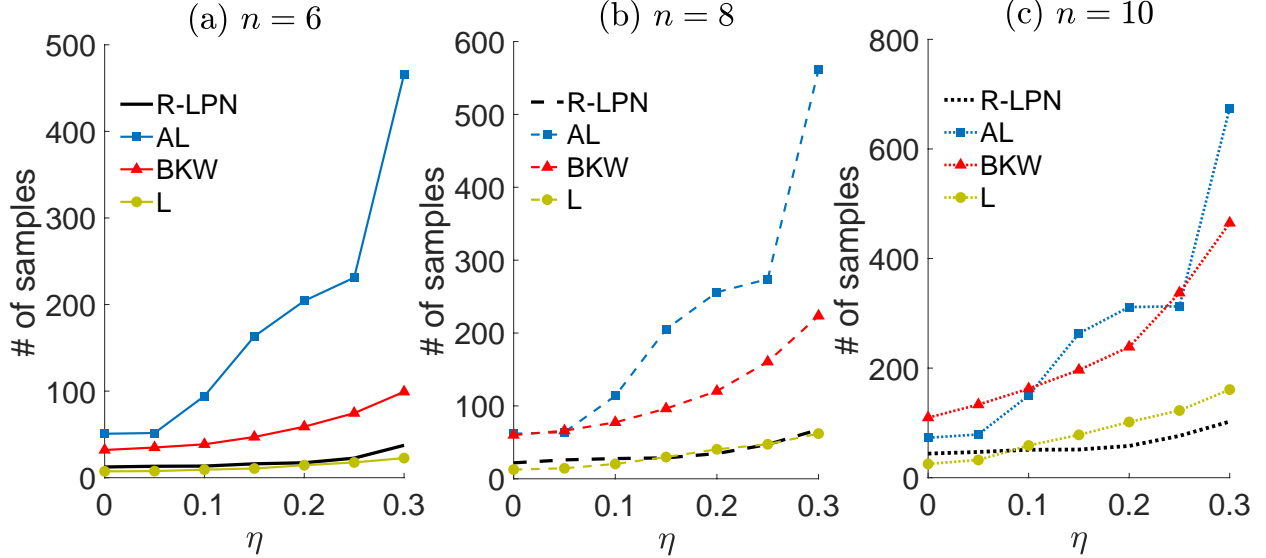 (a) n = 6
# of samples
500
400
300
200
100
0
R-LPN
AL
BKW
L
0
0.1
0.2
0.3
η
(b) n = 8
# of samples
600
500
400
300
200
100
0
R-LPN
AL
BKW
L
0
0.1
0.2
0.3
η
(c) n = 10
# of samples
800
600
400
200
0
R-LPN
AL
BKW
L
0
0.1
0.2
0.3
η